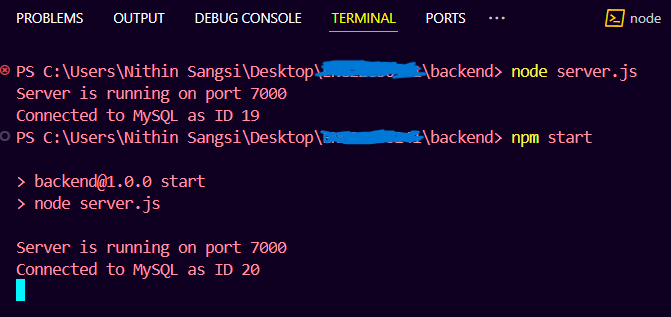 PROBLEMS OUTPUT DEBUG CONSOLE TERMINAL PORTS ··· node
PS C:\Users\Nithin Sangsi\Desktop\ \backend> node server.js
Server is running on port 7000
Connected to MySQL as ID 19
PS C:\Users\Nithin Sangsi\Desktop\ \backend> npm start
> backend@1.0.0 start
> node server.js
Server is running on port 7000
Connected to MySQL as ID 20